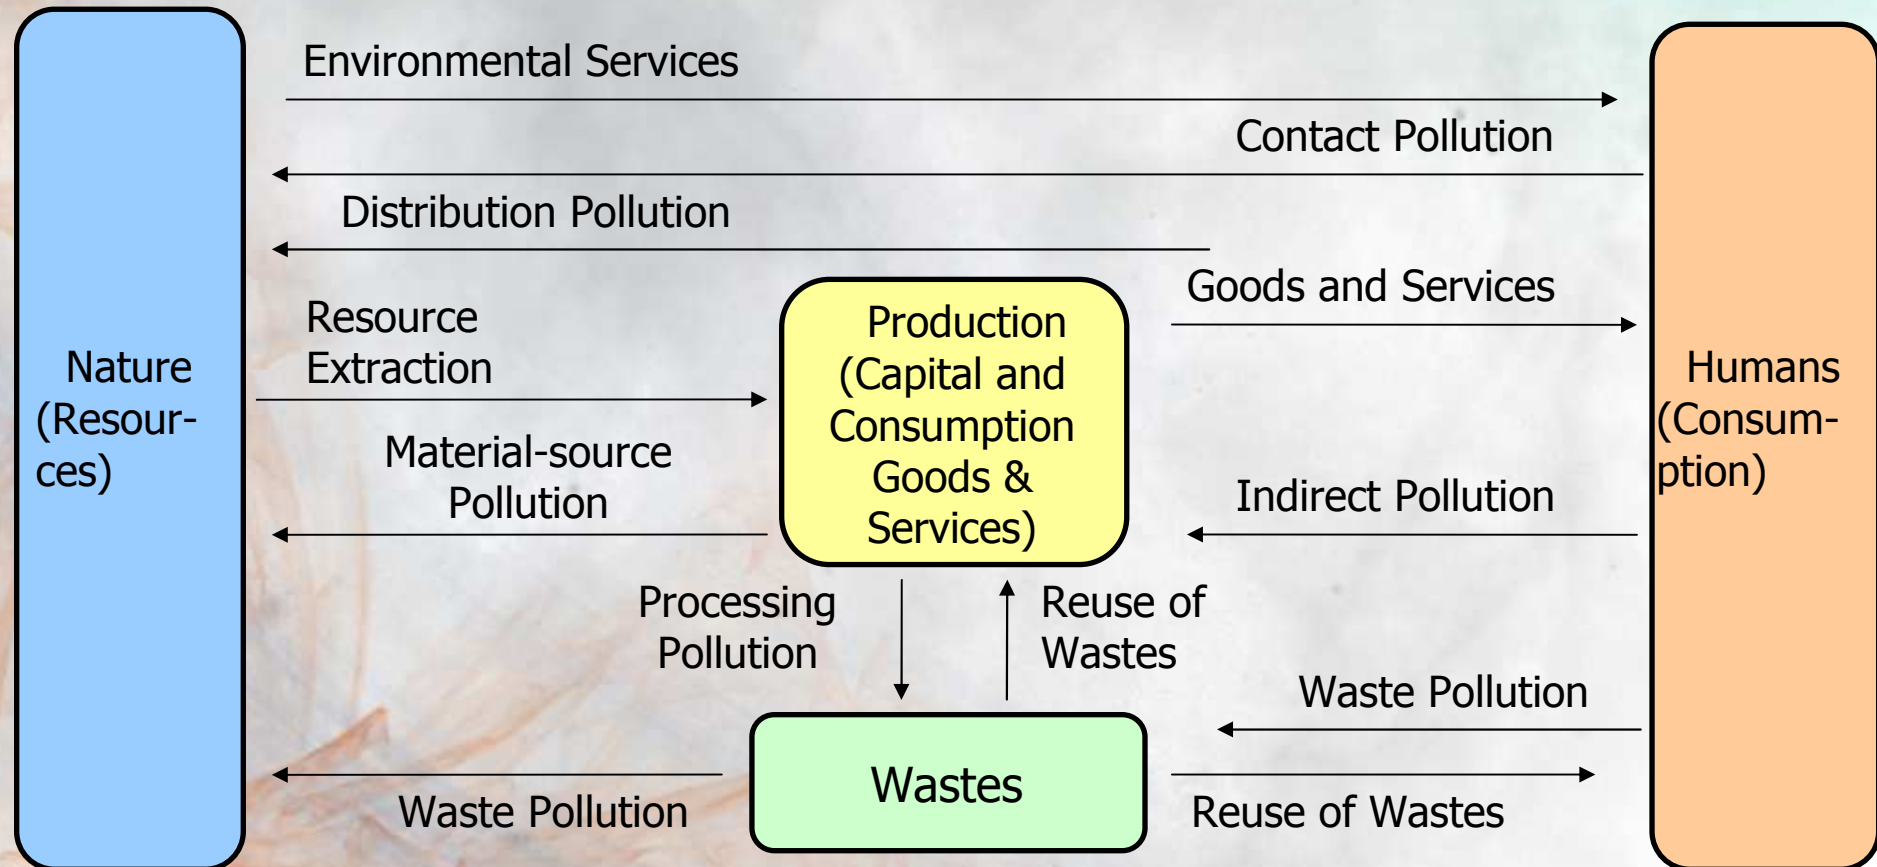 Environmental Services
Contact Pollution
Distribution Pollution
Goods and Services
Resource
Extraction
Production
(Capital and
Consumption
Goods &
Services)
Nature
(Resour-
ces)
Humans
(Consum-
ption)
Material-source
Pollution
Indirect Pollution
Processing
Pollution
Reuse of
Wastes
Waste Pollution
Wastes
Waste Pollution
Reuse of Wastes